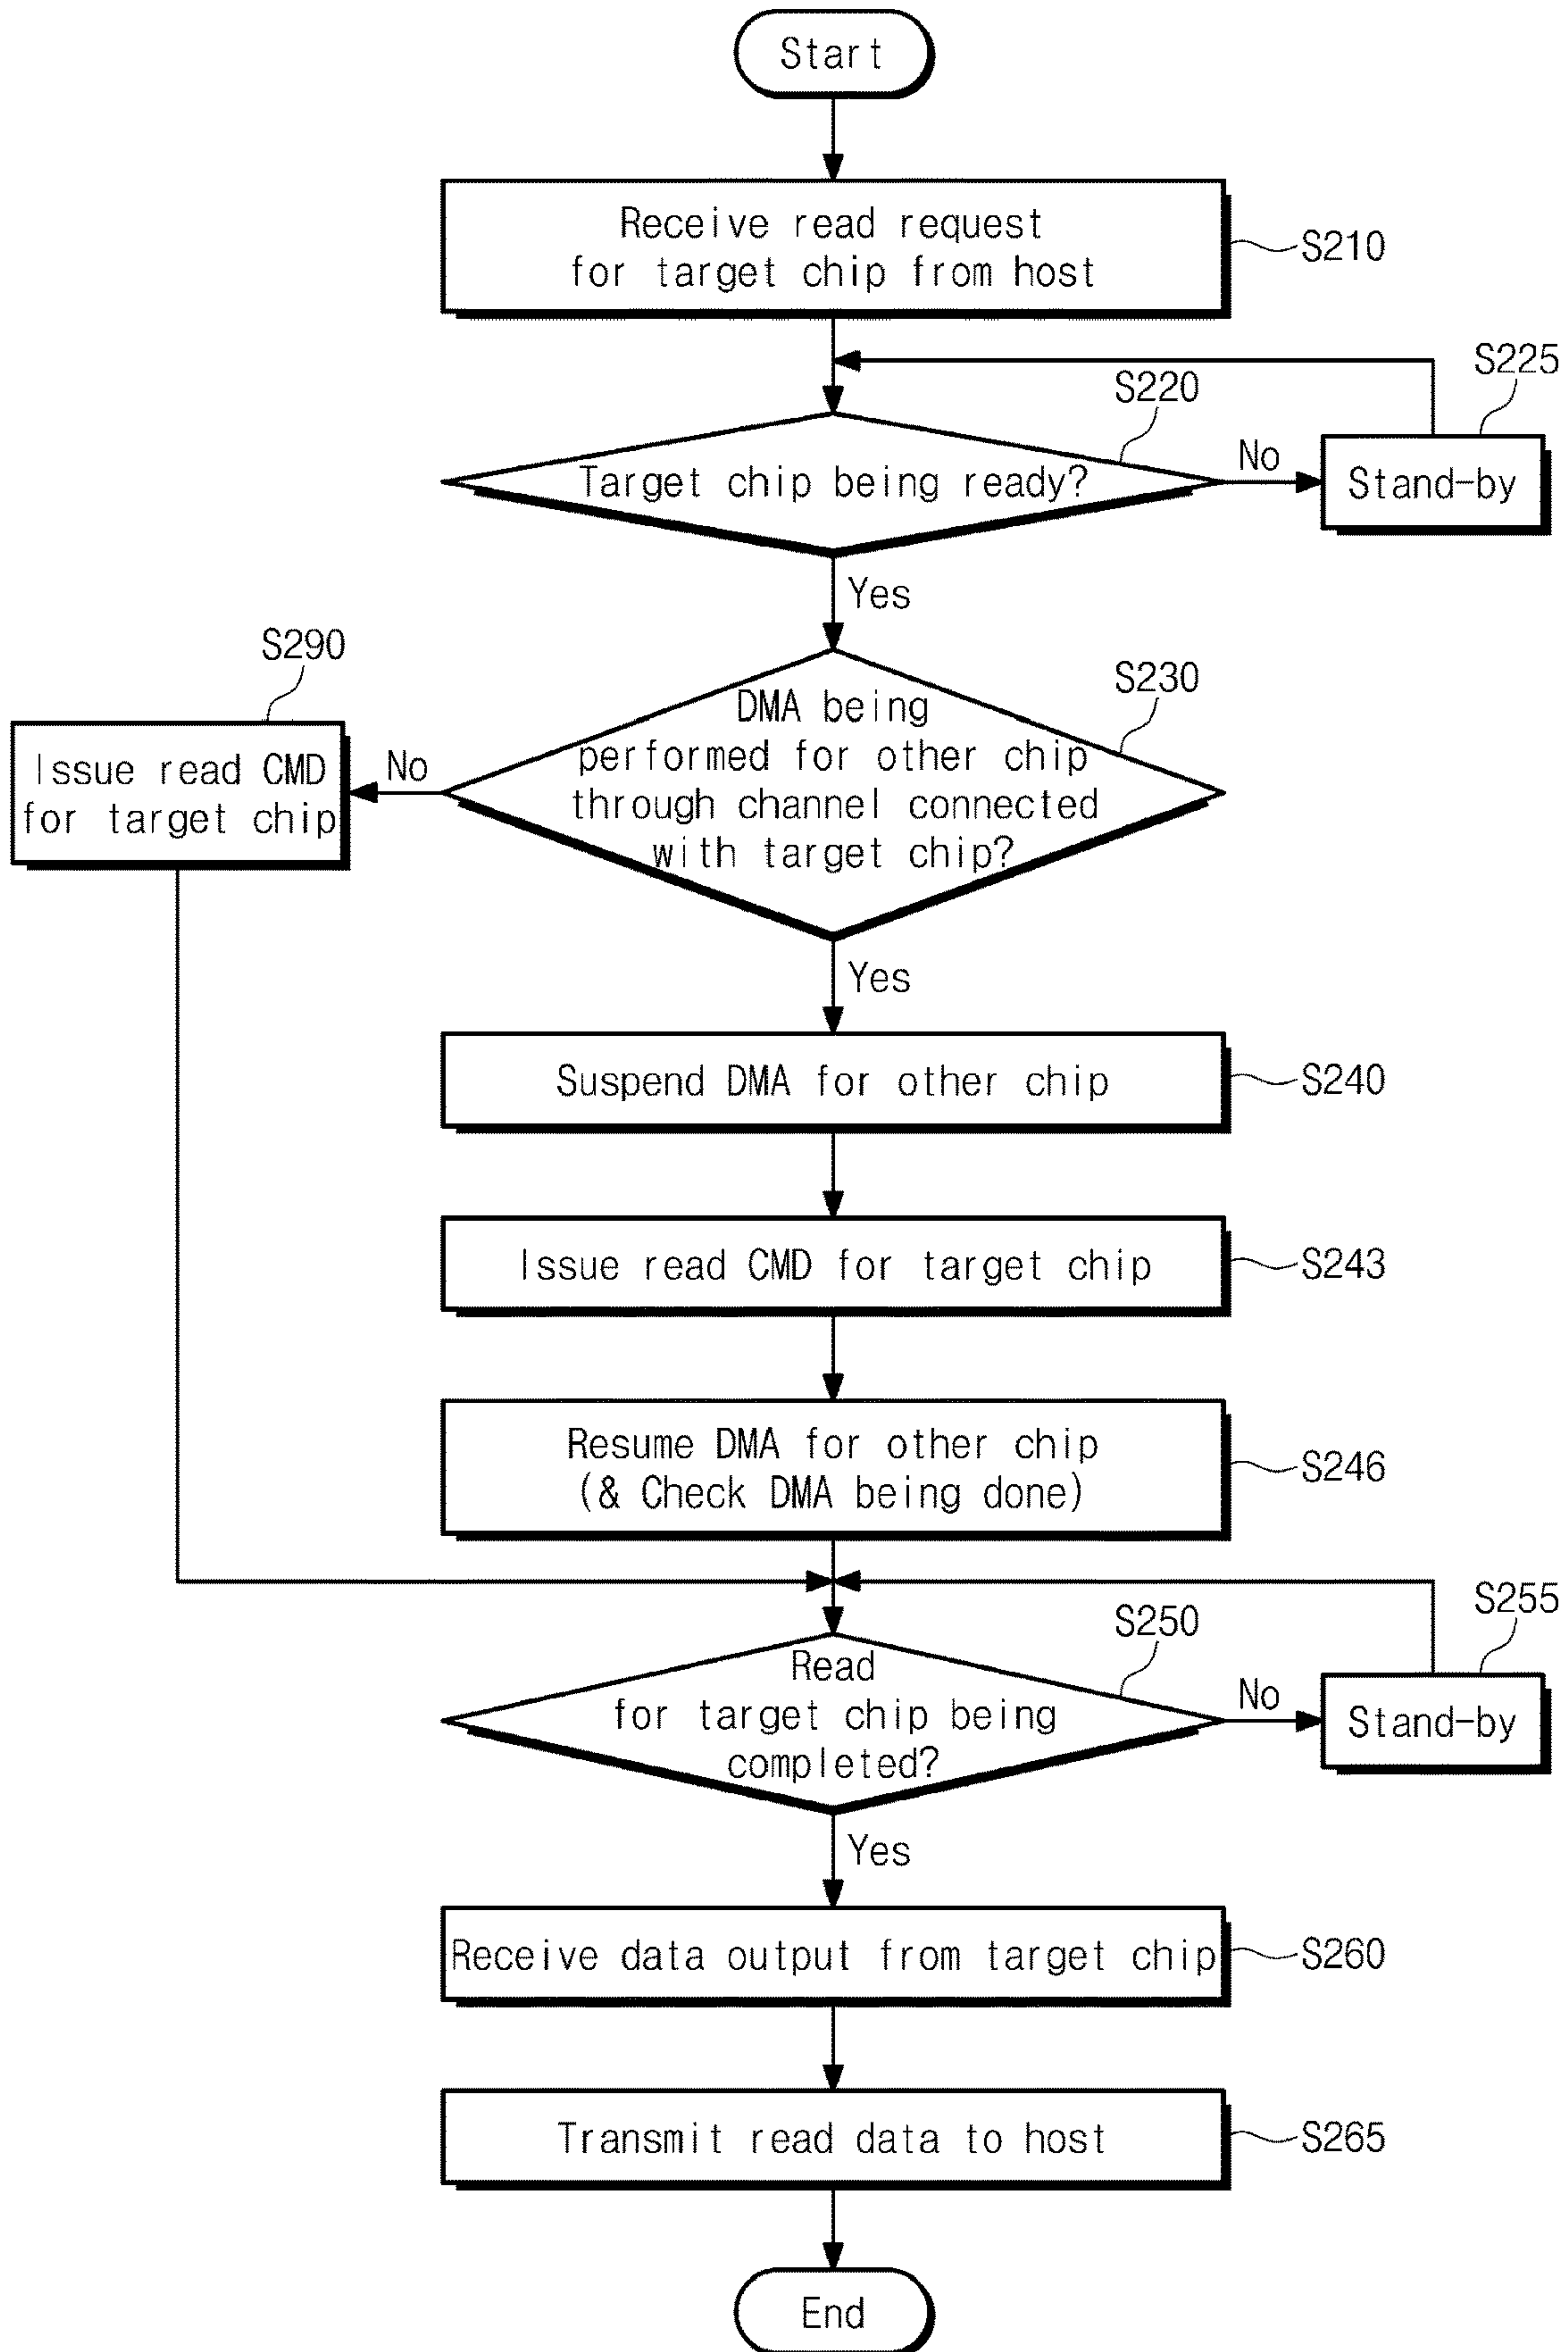 Start
Receive read request
for target chip from host
S210
S225
S220
Target chip being ready?
No
Stand-by
Yes
S290
S230
DMA being
performed for other chip
through channel connected
with target chip?
No
Issue read CMD
for target chip
Yes
Suspend DMA for other chip
S240
Issue read CMD for target chip
S243
Resume DMA for other chip
(& Check DMA being done)
S246
S255
S250
Read
for target chip being
completed?
No
Stand-by
Yes
Receive data output from target chip
S260
Transmit read data to host
S265
End